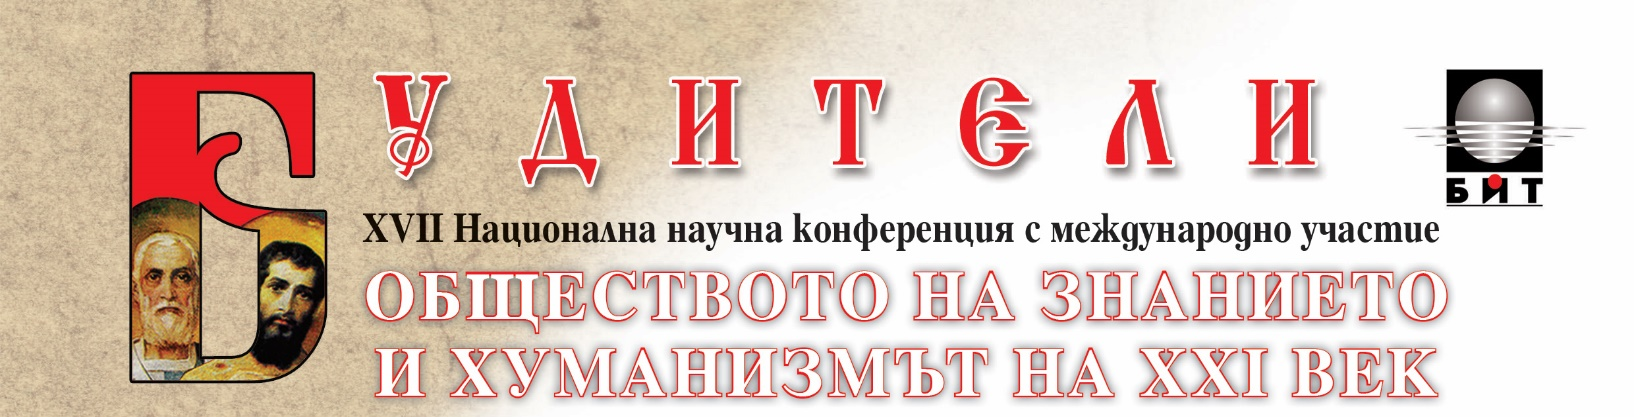 БУДИТЕЛИ
БИТ
XVII Национална научна конференция с международно участие
ОБЩЕСТВОТО НА ЗНАНИЕТО
И ХУМАНИЗМЪТ НА XXI ВЕК